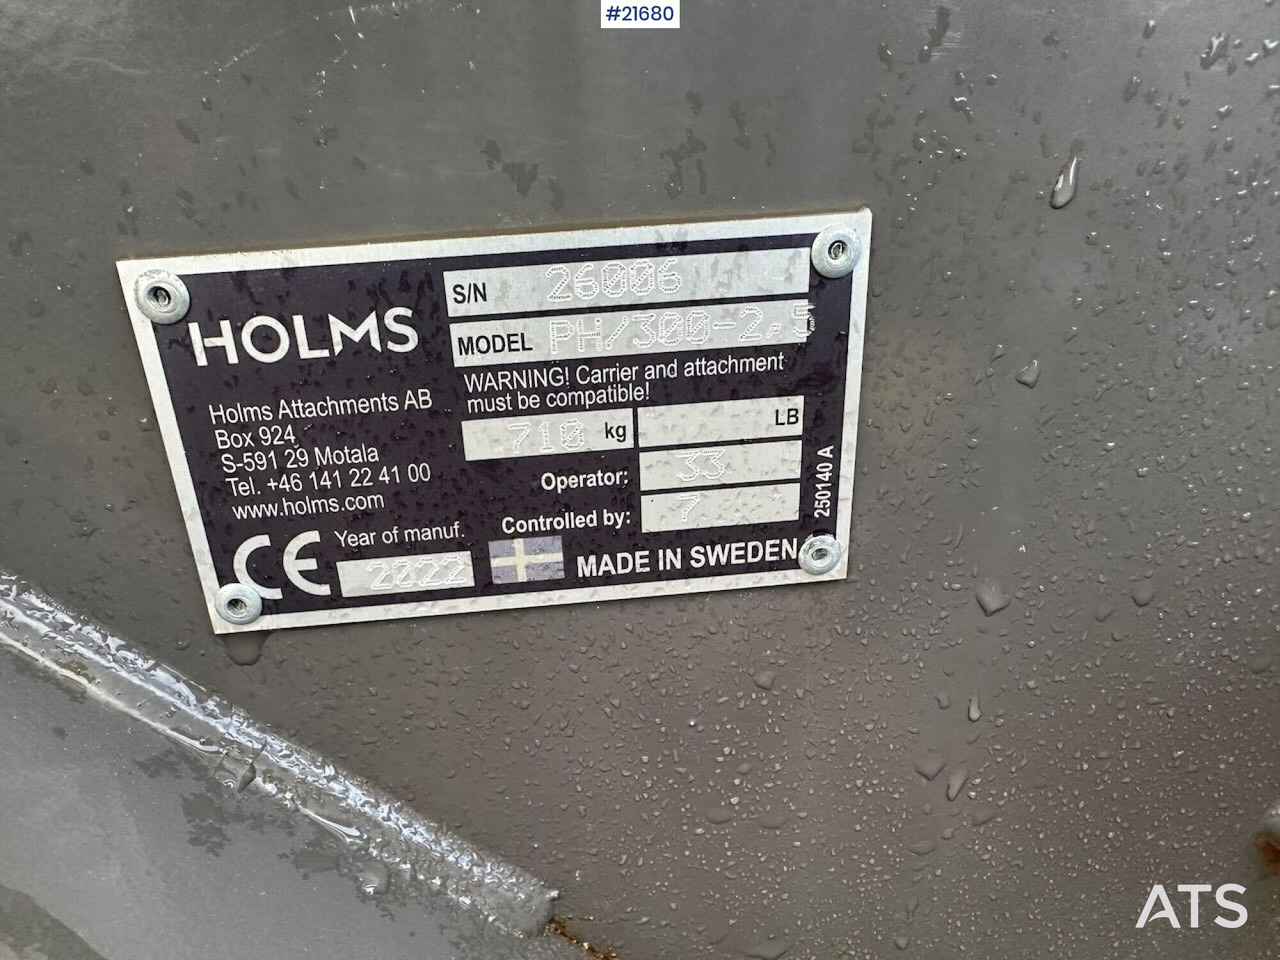 #21680
HOLMS
S/N 26006
MODEL PH/300-2,5
WARNING! Carrier and attachment
must be compatible!
710 kg
LB
Operator: 33
Controlled by: 7
Holms Attachments AB
Box 924
S-591 29 Motala
Tel. +46 141 22 41 00
www.holms.com
CE
Year of manuf.
2022
MADE IN SWEDEN
250140 A
ATS